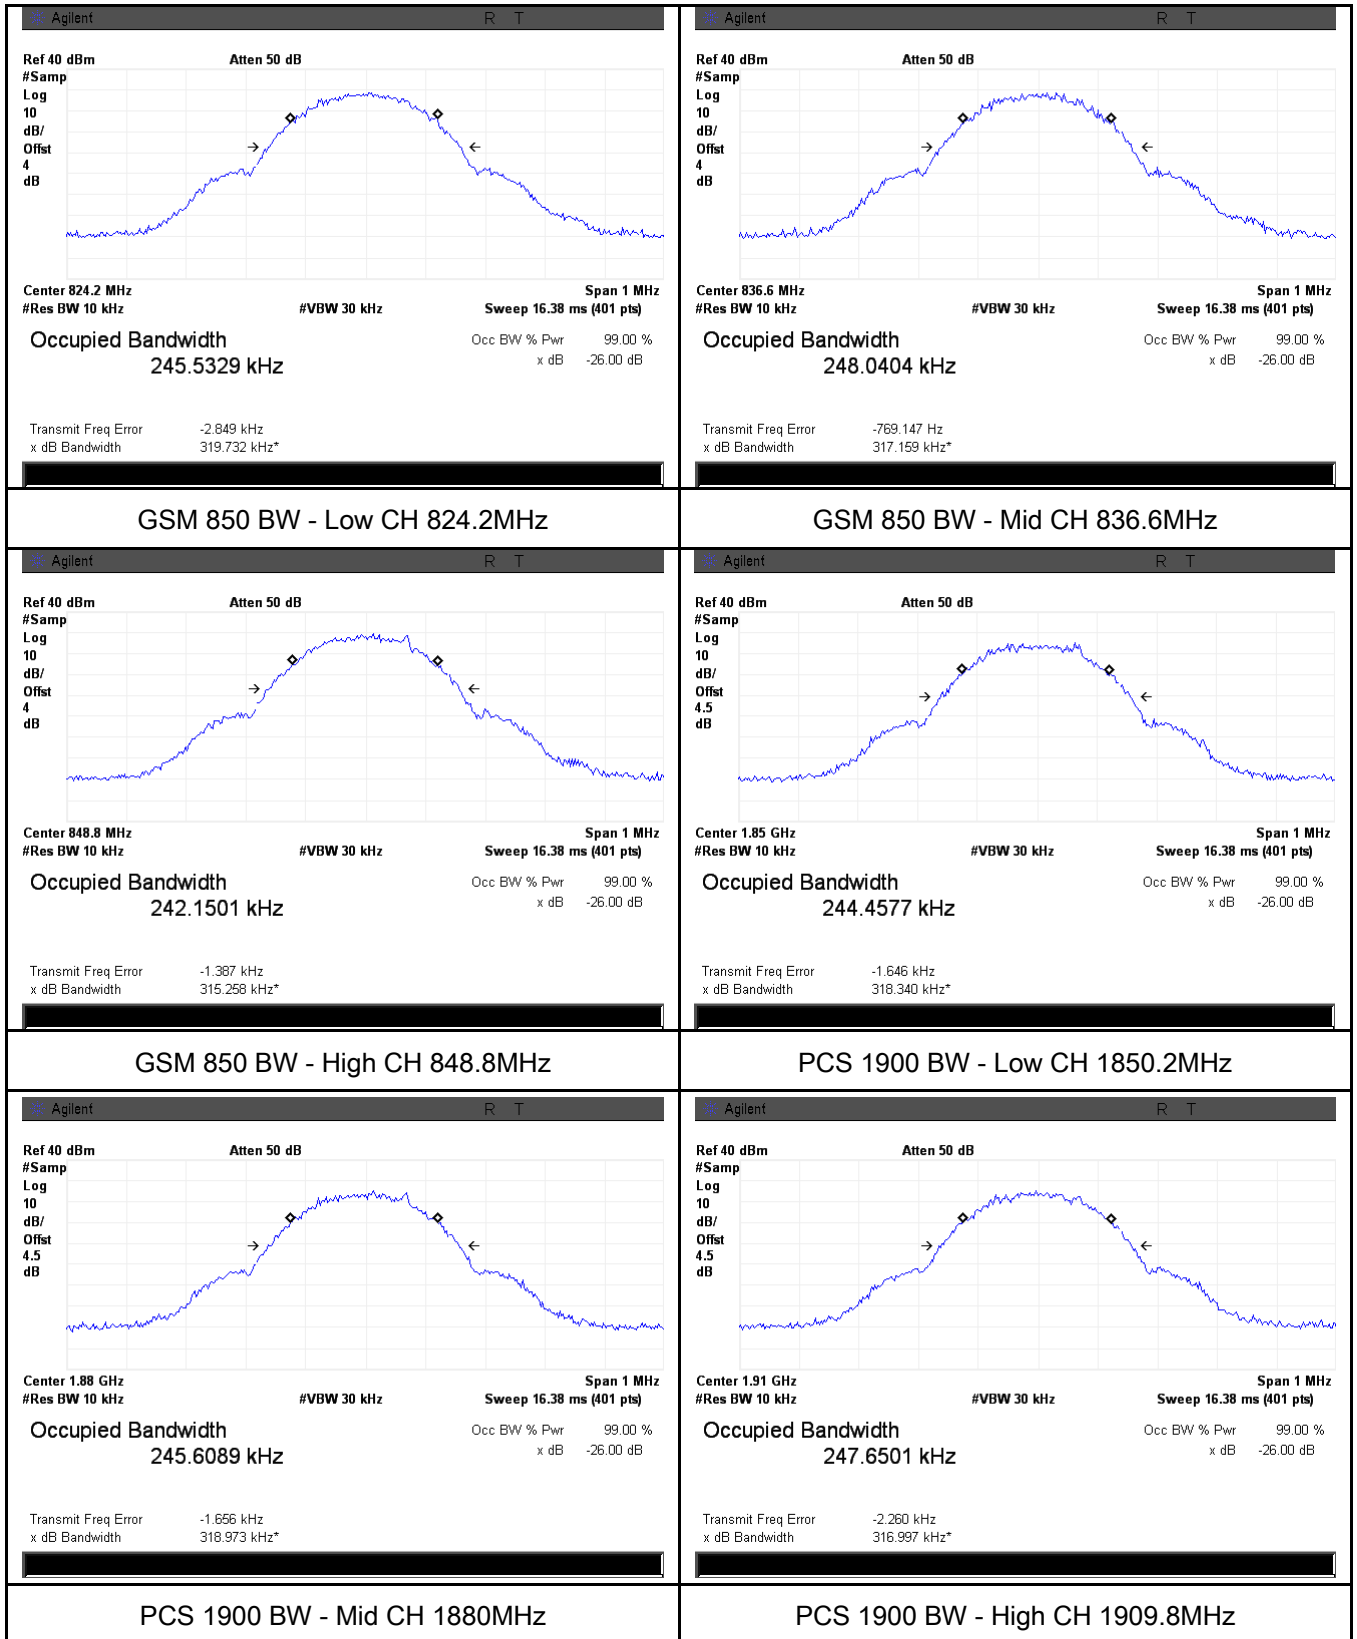 Agilent R T
Ref 40 dBm Atten 50 dB
#Samp
Log
10
dB/
Offst
4
dB
Center 824.2 MHz Span 1 MHz
#Res BW 10 kHz #VBW 30 kHz Sweep 16.38 ms (401 pts)
Occupied Bandwidth Occ BW % Pwr 99.00 %
245.5329 kHz x dB -26.00 dB
Transmit Freq Error -2.849 kHz
x dB Bandwidth 319.732 kHz*
GSM 850 BW - Low CH 824.2MHz
Agilent R T
Ref 40 dBm Atten 50 dB
#Samp
Log
10
dB/
Offst
4
dB
Center 836.6 MHz Span 1 MHz
#Res BW 10 kHz #VBW 30 kHz Sweep 16.38 ms (401 pts)
Occupied Bandwidth Occ BW % Pwr 99.00 %
248.0404 kHz x dB -26.00 dB
Transmit Freq Error -769.147 Hz
x dB Bandwidth 317.159 kHz*
GSM 850 BW - Mid CH 836.6MHz
Agilent R T
Ref 40 dBm Atten 50 dB
#Samp
Log
10
dB/
Offst
4
dB
Center 848.8 MHz Span 1 MHz
#Res BW 10 kHz #VBW 30 kHz Sweep 16.38 ms (401 pts)
Occupied Bandwidth Occ BW % Pwr 99.00 %
242.1501 kHz x dB -26.00 dB
Transmit Freq Error -1.387 kHz
x dB Bandwidth 315.258 kHz*
GSM 850 BW - High CH 848.8MHz
Agilent R T
Ref 40 dBm Atten 50 dB
#Samp
Log
10
dB/
Offst
4.5
dB
Center 1.85 GHz Span 1 MHz
#Res BW 10 kHz #VBW 30 kHz Sweep 16.38 ms (401 pts)
Occupied Bandwidth Occ BW % Pwr 99.00 %
244.4577 kHz x dB -26.00 dB
Transmit Freq Error -1.646 kHz
x dB Bandwidth 318.340 kHz*
PCS 1900 BW - Low CH 1850.2MHz
Agilent R T
Ref 40 dBm Atten 50 dB
#Samp
Log
10
dB/
Offst
4.5
dB
Center 1.88 GHz Span 1 MHz
#Res BW 10 kHz #VBW 30 kHz Sweep 16.38 ms (401 pts)
Occupied Bandwidth Occ BW % Pwr 99.00 %
245.6089 kHz x dB -26.00 dB
Transmit Freq Error -1.656 kHz
x dB Bandwidth 318.973 kHz*
PCS 1900 BW - Mid CH 1880MHz
Agilent R T
Ref 40 dBm Atten 50 dB
#Samp
Log
10
dB/
Offst
4.5
dB
Center 1.91 GHz Span 1 MHz
#Res BW 10 kHz #VBW 30 kHz Sweep 16.38 ms (401 pts)
Occupied Bandwidth Occ BW % Pwr 99.00 %
247.6501 kHz x dB -26.00 dB
Transmit Freq Error -2.260 kHz
x dB Bandwidth 316.997 kHz*
PCS 1900 BW - High CH 1909.8MHz